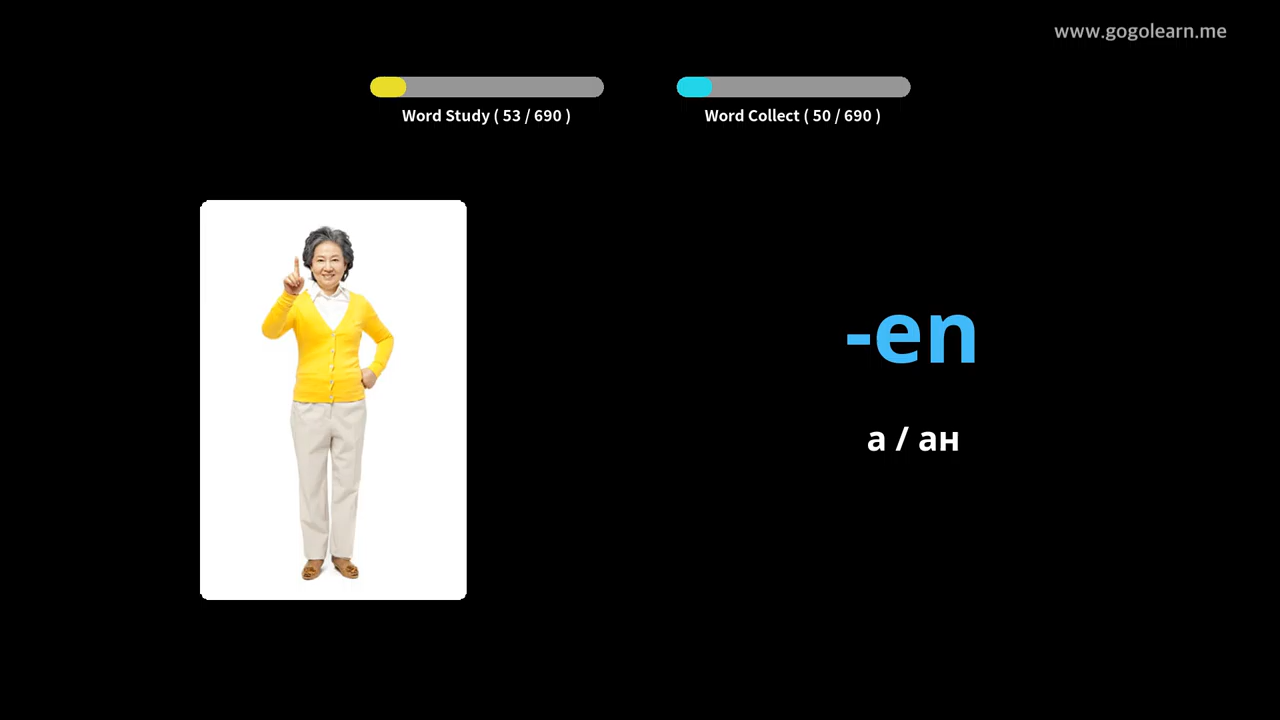 www.gogolearn.me
Word Study ( 53 / 690 )
Word Collect ( 50 / 690 )
-en
а / ан